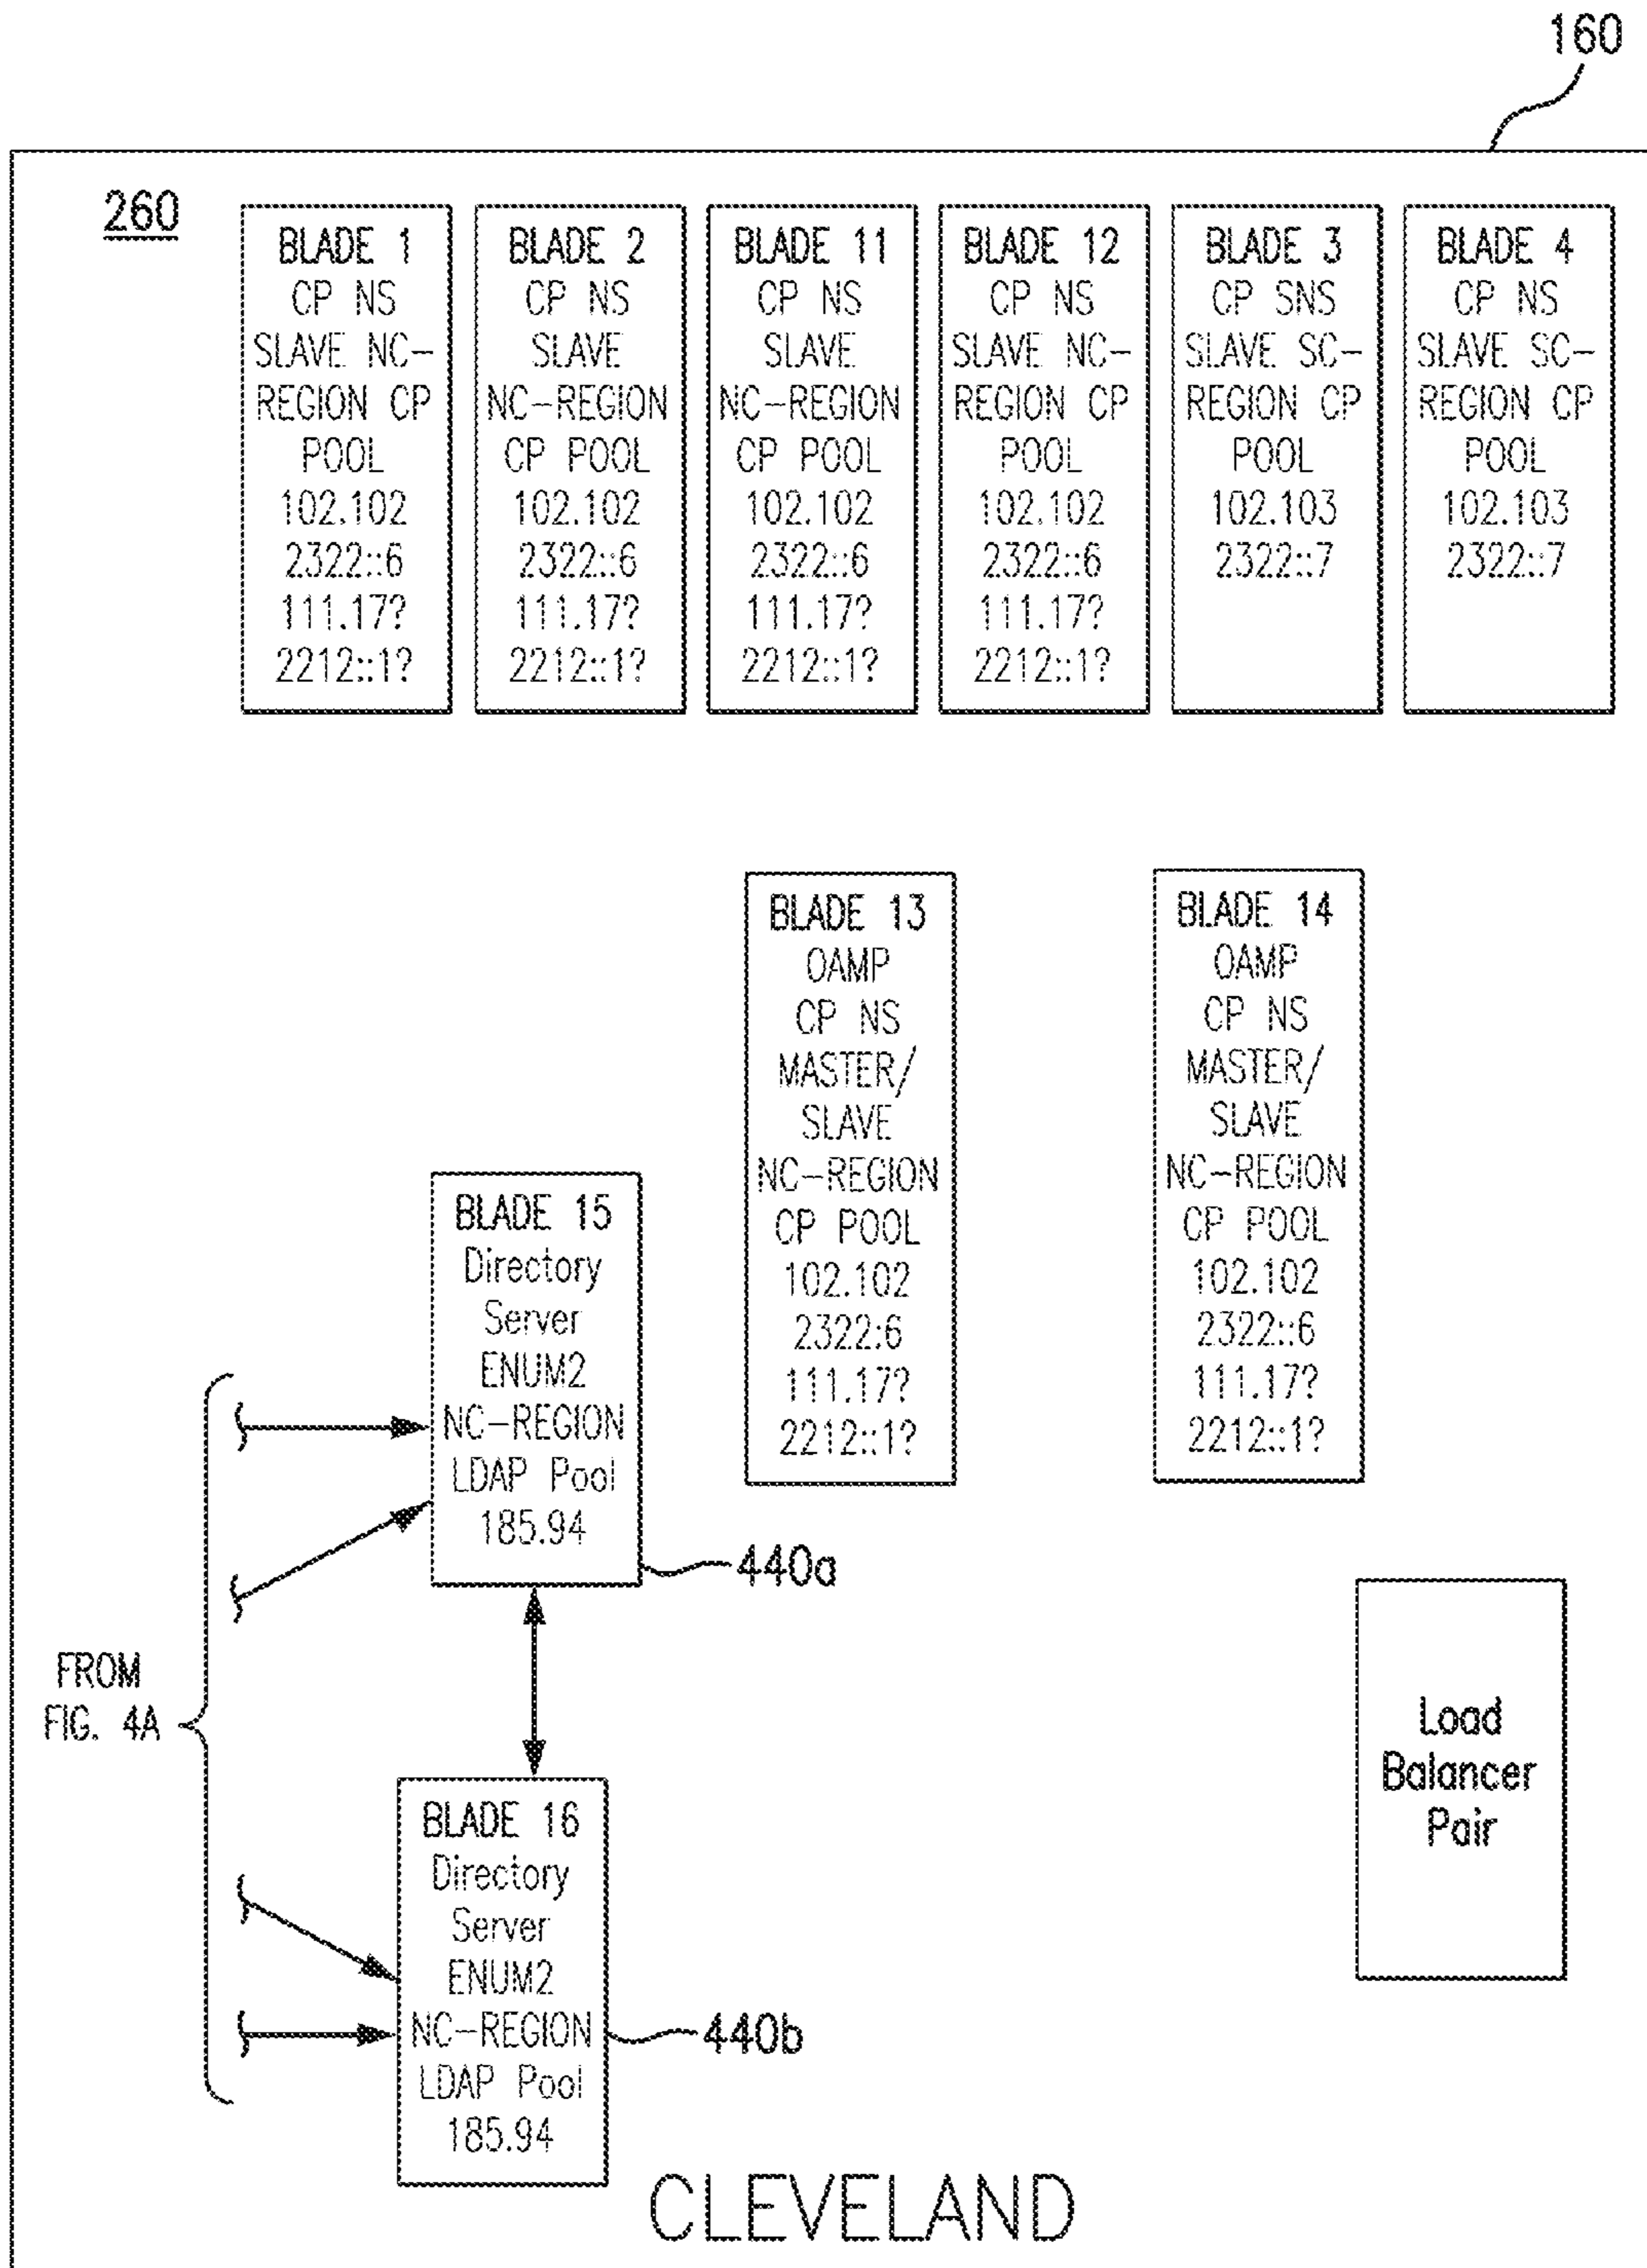 160
260
BLADE 1
CP NS
SLAVE NC-
REGION CP
POOL
102.102
2322::6
111.17?
2212::1?
BLADE 2
CP NS
SLAVE
NC-REGION
CP POOL
102.102
2322::6
111.17?
2212::1?
BLADE 11
CP NS
SLAVE
NC-REGION
CP POOL
102.102
2322::6
111.17?
2212::1?
BLADE 12
CP NS
SLAVE NC-
REGION CP
POOL
102.102
2322::6
111.17?
2212::1?
BLADE 3
CP SNS
SLAVE SC-
REGION CP
POOL
102.103
2322::7
BLADE 4
CP NS
SLAVE SC-
REGION CP
POOL
102.103
2322::7
BLADE 13
OAMP
CP NS
MASTER/
SLAVE
NC-REGION
CP POOL
102.102
2322:6
111.17?
2212::1?
BLADE 14
OAMP
CP NS
MASTER/
SLAVE
NC-REGION
CP POOL
102.102
2322::6
111.17?
2212::1?
BLADE 15
Directory
Server
ENUM2
NC-REGION
LDAP Pool
185.94
440a
FROM
FIG. 4A
Load
Balancer
Pair
BLADE 16
Directory
Server
ENUM2
NC-REGION
LDAP Pool
185.94
440b
CLEVELAND